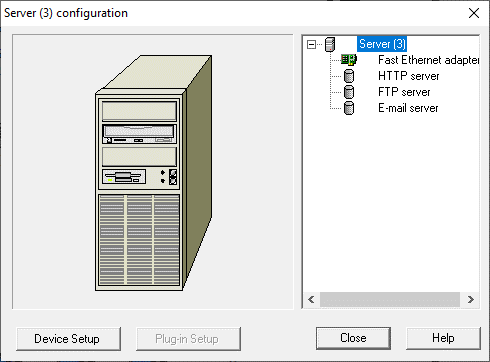 Server (3) configuration
Server (3)
Fast Ethernet adapter
HTTP server
FTP server
E-mail server
Device Setup
Plug-in Setup
Close
Help